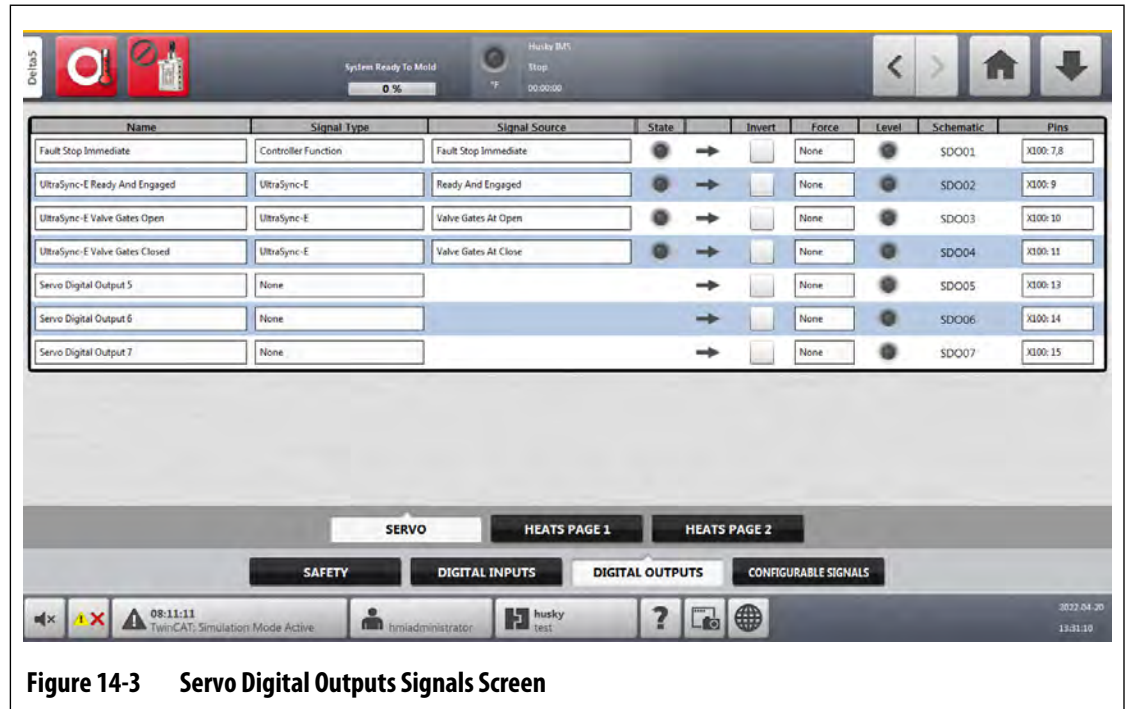 Delta5
System Ready To Mold
0 %
Husky IMS
Stop
°F 00:00:00
Name Signal Type Signal Source State Invert Force Level Schematic Pins
Fault Stop Immediate Controller Function Fault Stop Immediate None SDO01 X100: 7,8
UltraSync-E Ready And Engaged UltraSync-E Ready And Engaged None SDO02 X100: 9
UltraSync-E Valve Gates Open UltraSync-E Valve Gates At Open None SDO03 X100: 10
UltraSync-E Valve Gates Closed UltraSync-E Valve Gates At Close None SDO04 X100: 11
Servo Digital Output 5 None None SDO05 X100: 13
Servo Digital Output 6 None None SDO06 X100: 14
Servo Digital Output 7 None None SDO07 X100: 15
SERVO HEATS PAGE 1 HEATS PAGE 2
SAFETY DIGITAL INPUTS DIGITAL OUTPUTS CONFIGURABLE SIGNALS
08:11:11
TwinCAT: Simulation Mode Active
hmiadministrator
husky
test
?
2022-04-20
13:31:10
Figure 14-3 Servo Digital Outputs Signals Screen